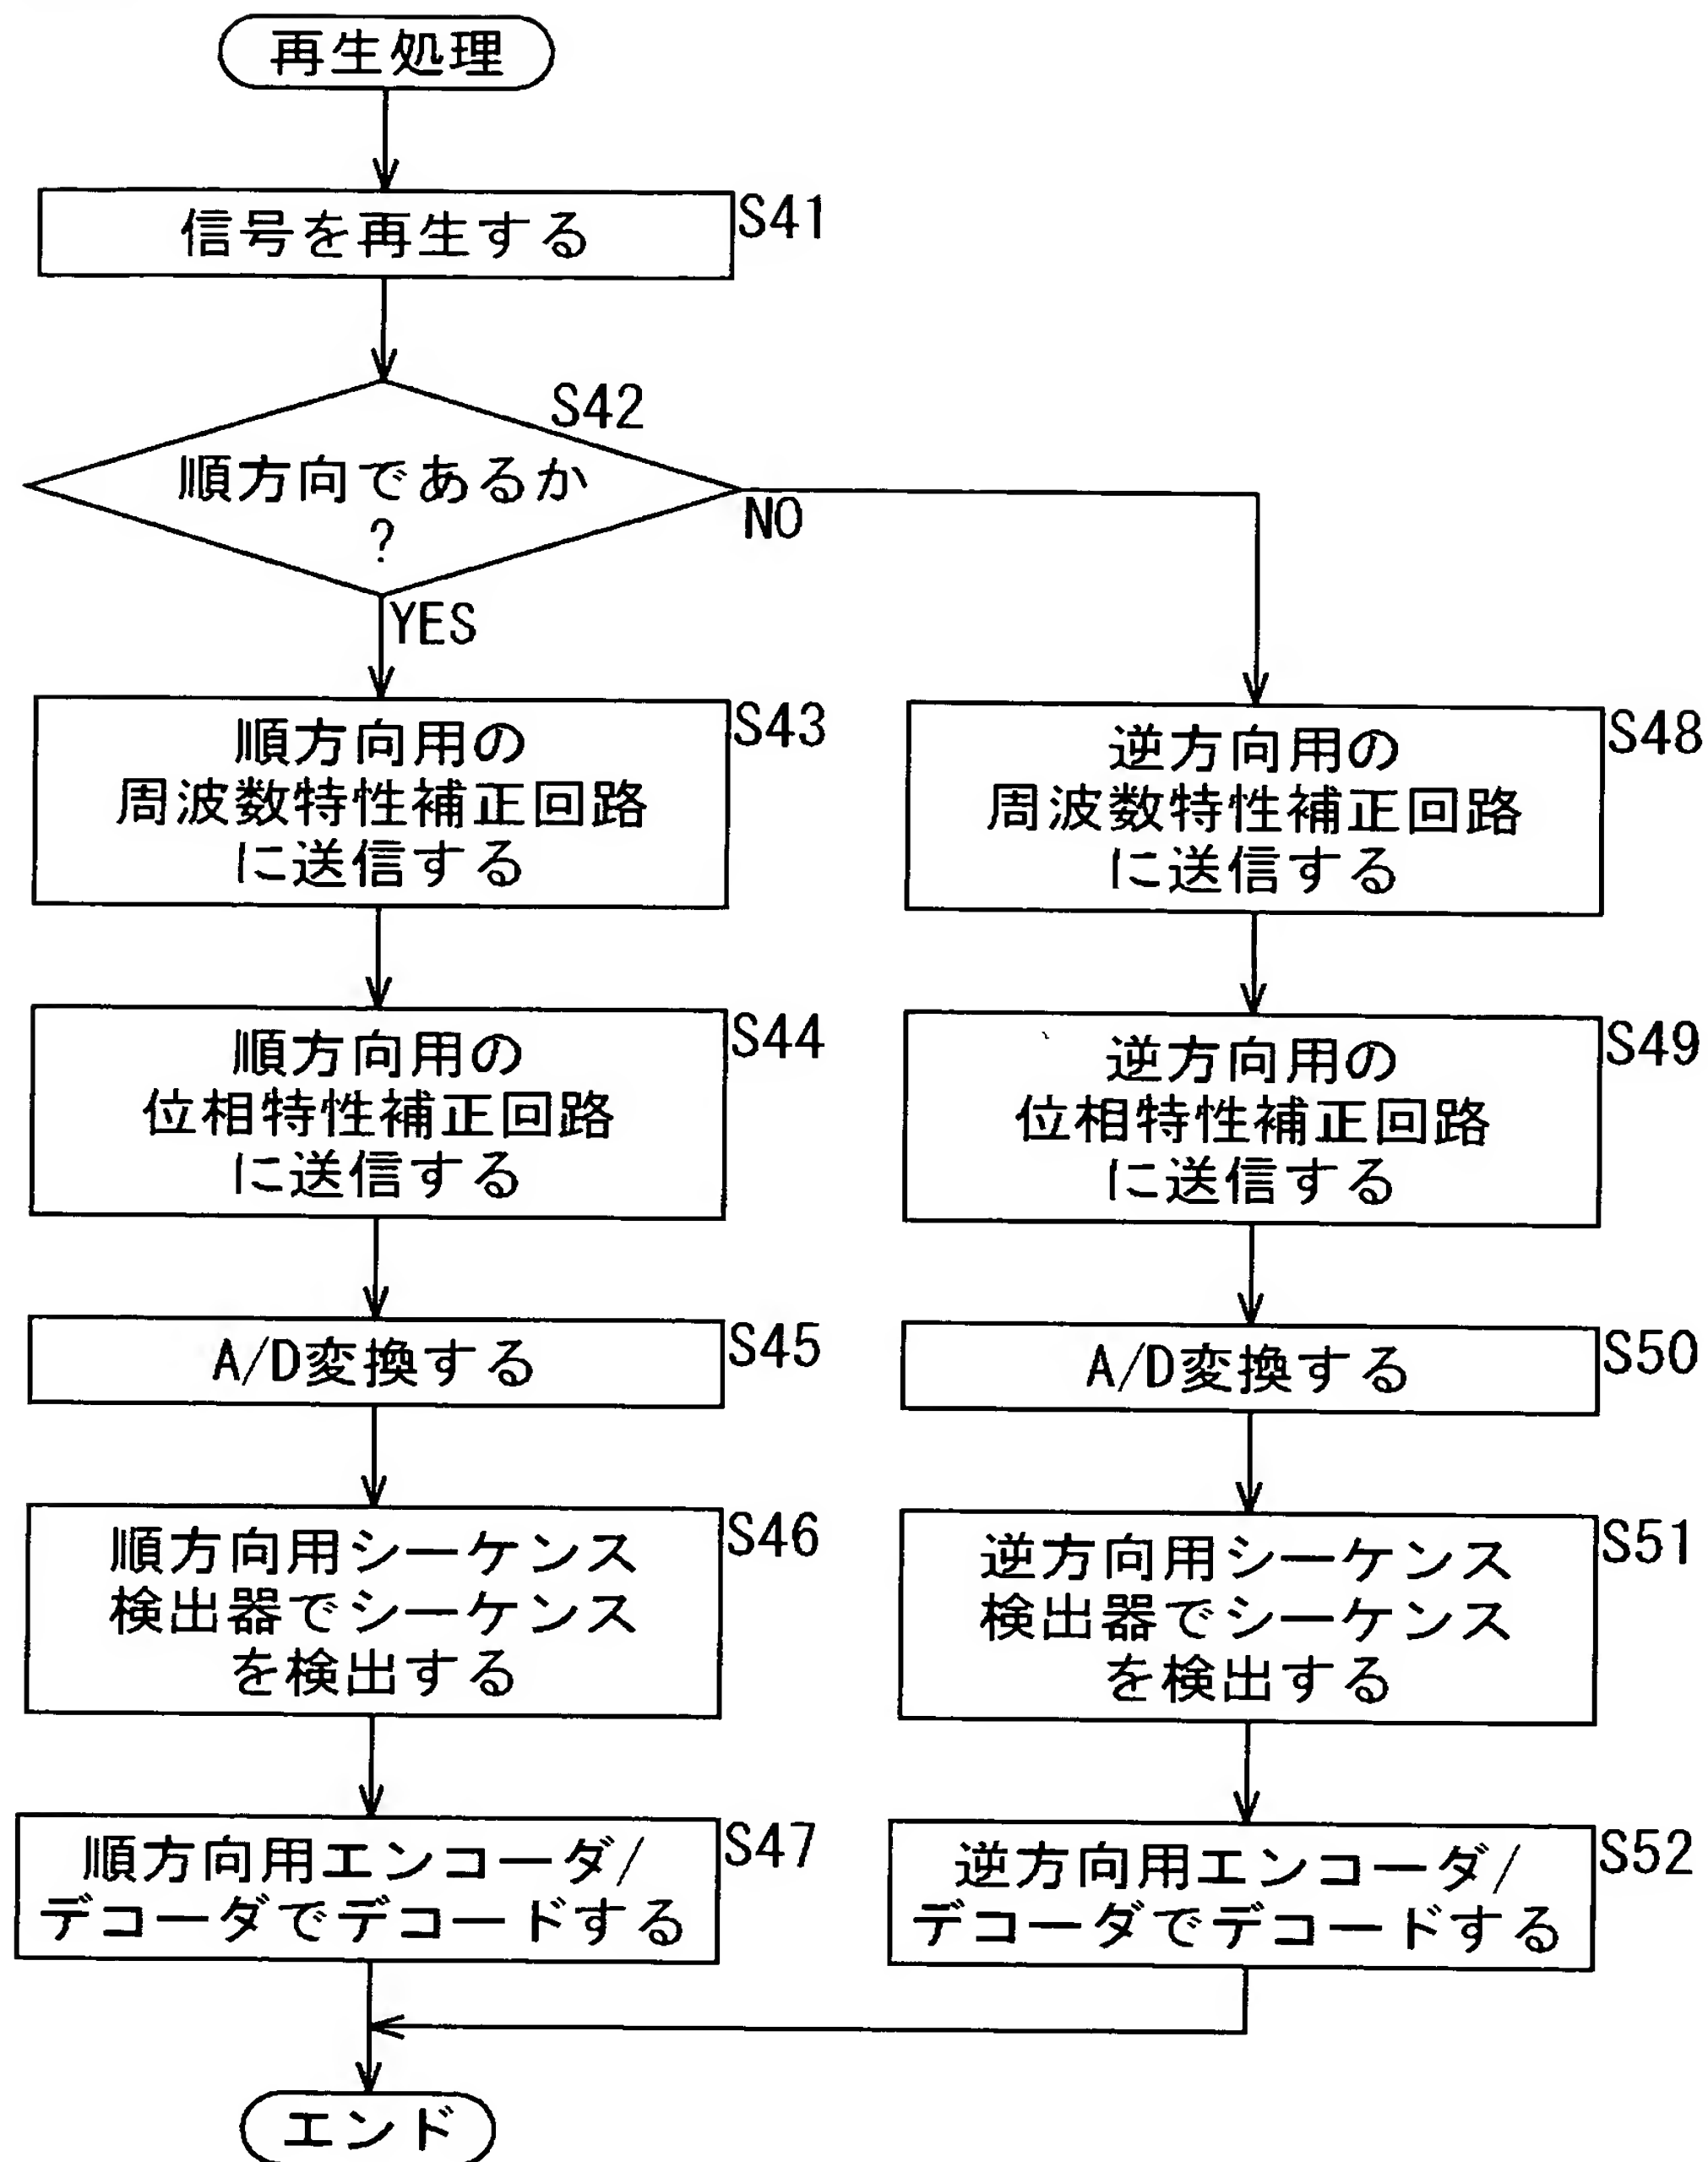 再生処理
信号を再生する
S41
S42
順方向であるか
?
NO
YES
順方向用の
周波数特性補正回路
に送信する
S43
順方向用の
位相特性補正回路
に送信する
S44
A/D変換する
S45
順方向用シーケンス
検出器でシーケンス
を検出する
S46
順方向用エンコーダ/
デコーダでデコードする
S47
逆方向用の
周波数特性補正回路
に送信する
S48
逆方向用の
位相特性補正回路
に送信する
S49
A/D変換する
S50
逆方向用シーケンス
検出器でシーケンス
を検出する
S51
逆方向用エンコーダ/
デコーダでデコードする
S52
エンド